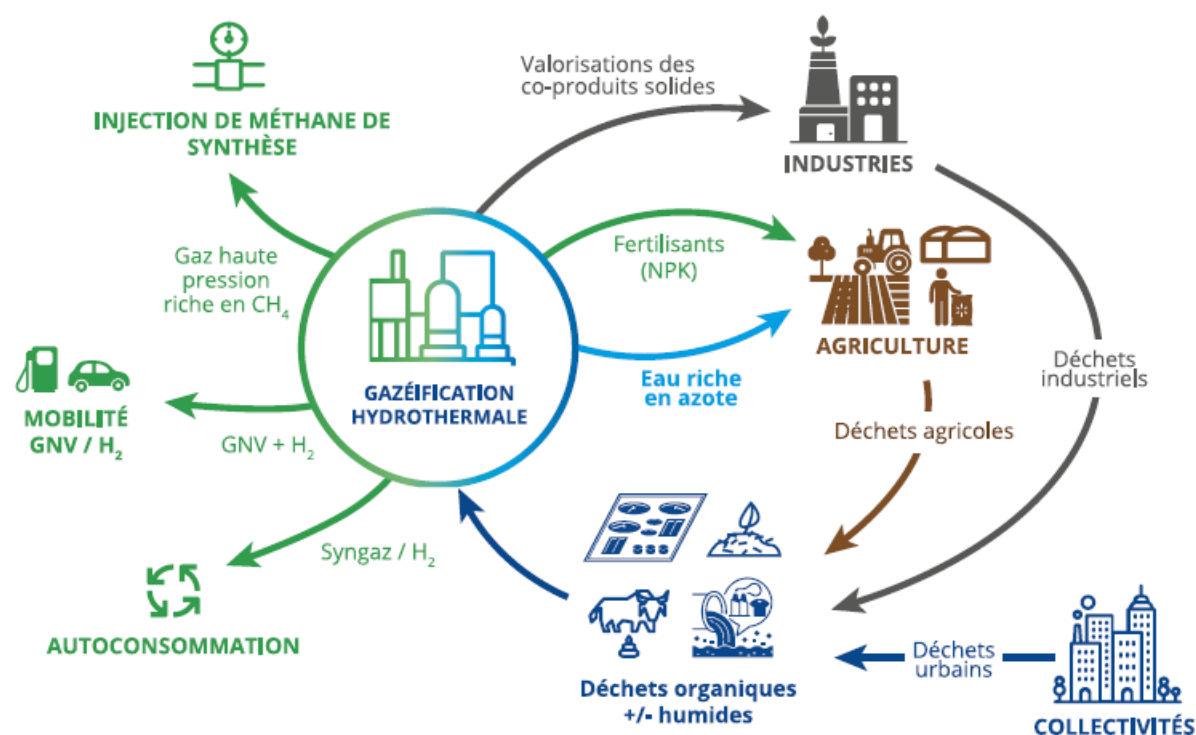 Valorisations des
co-produits solides
INJECTION DE MÉTHANE DE
SYNTHÈSE
INDUSTRIES
Gaz haute
pression
riche en CH₄
Fertilisants
(NPK)
AGRICULTURE
Eau riche
en azote
GAZÉIFICATION
HYDROTHERMALE
Déchets
industriels
MOBILITÉ
GNV / H₂
GNV + H₂
Déchets agricoles
Syngaz / H₂
AUTOCONSOMMATION
Déchets organiques
+/- humides
Déchets
urbains
COLLECTIVITÉS